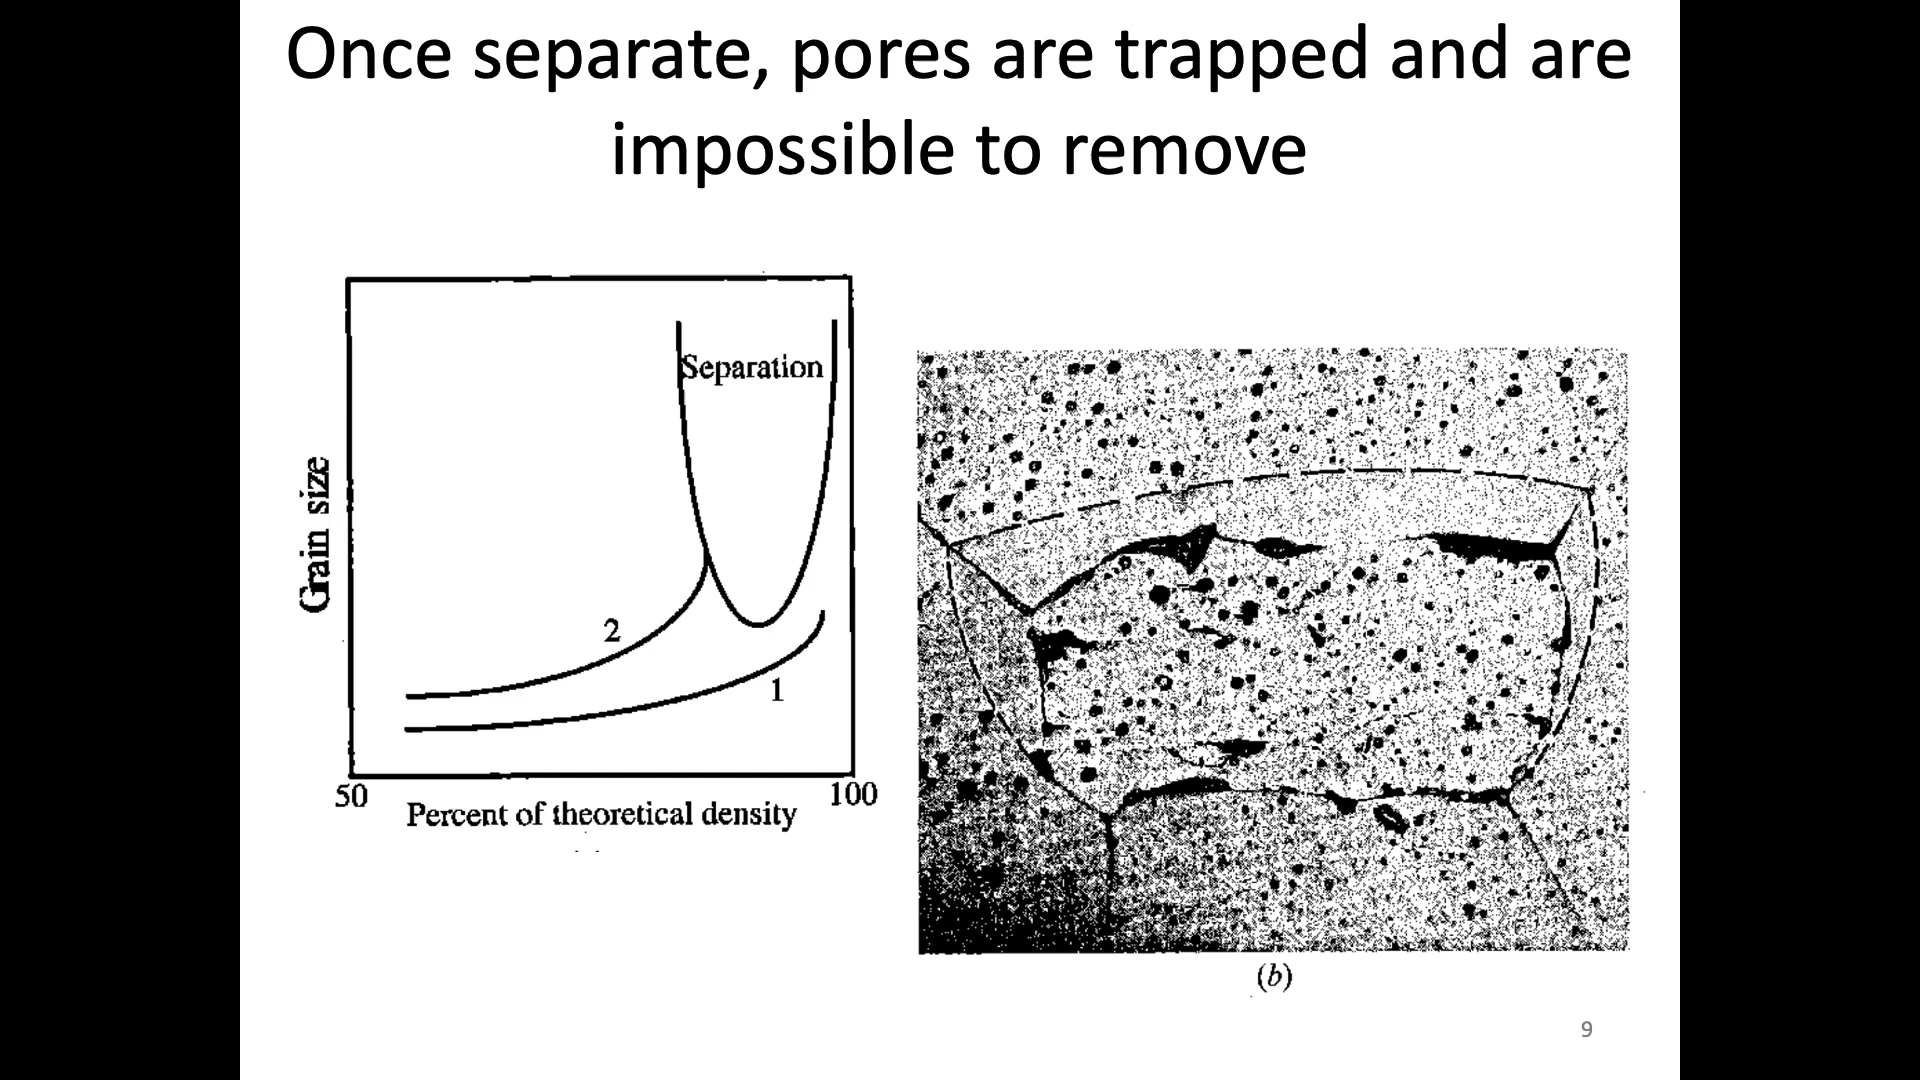 Once separate, pores are trapped and are
impossible to remove
Separation
Grain size
2
1
50
100
Percent of theoretical density
(b)
9